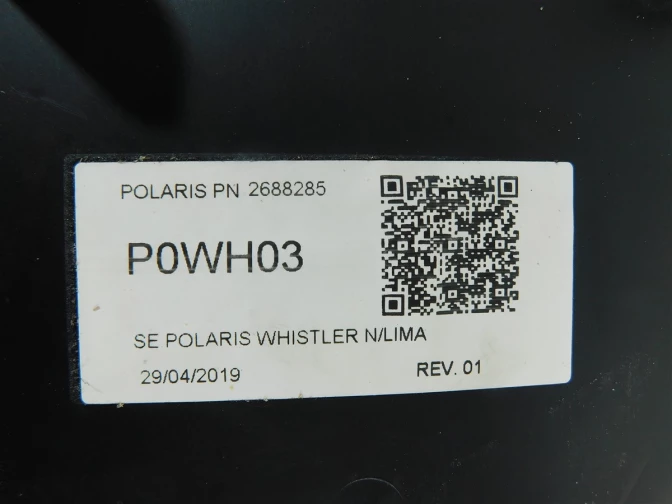 POLARIS PN 2688285
P0WH03
SE POLARIS WHISTLER N/LIMA
29/04/2019 REV. 01